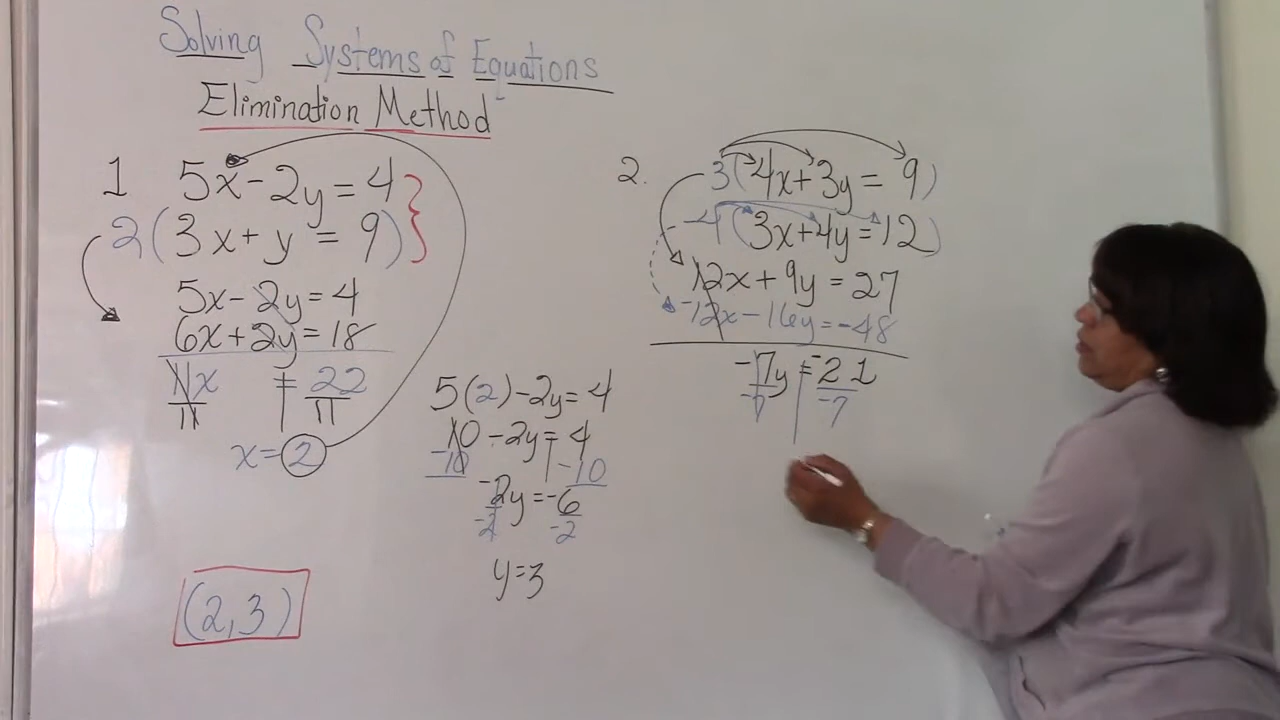 Solving Systems of Equations
Elimination Method
1 5x-2y=4
2(3x+y=9)
5x-2y=4
6x+2y=18
11x=22
11 11
x=2
(2,3)
5(2)-2y=4
10-2y=4
-10 -10
-2y=-6
-2 -2
y=3
2. 3(4x+3y=9)
-4(3x+4y=12)
12x+9y=27
-12x-16y=-48
-7y=-21
-7 -7